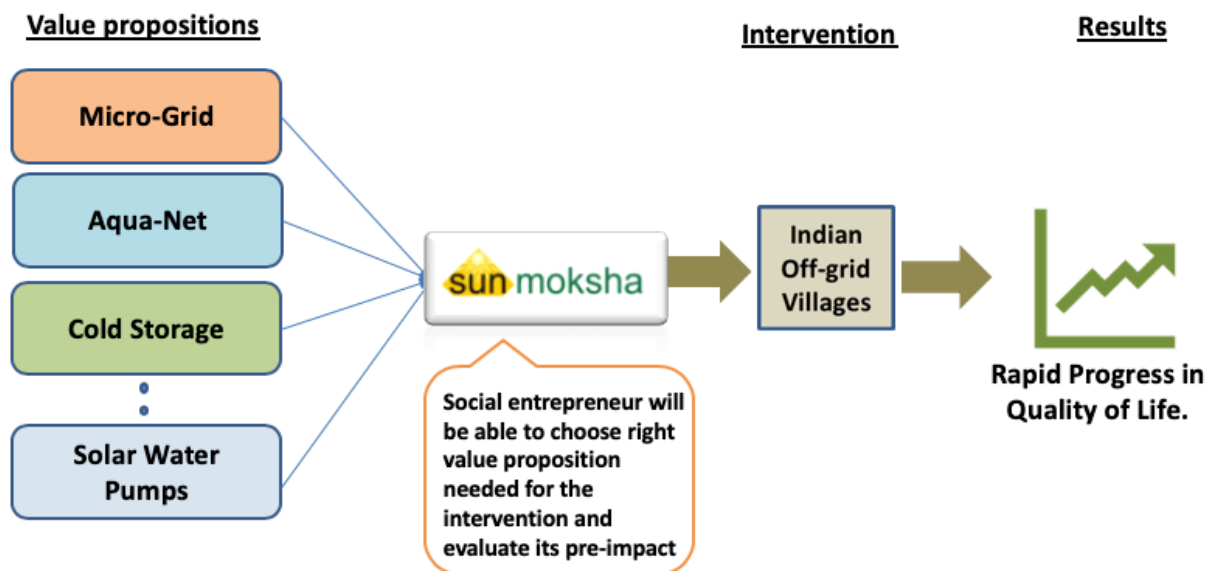 Value propositions
Intervention
Results
Micro-Grid
Aqua-Net
Cold Storage
Solar Water
Pumps
sun moksha
Social entrepreneur will
be able to choose right
value proposition
needed for the
intervention and
evaluate its pre-impact
Indian
Off-grid
Villages
Rapid Progress in
Quality of Life.